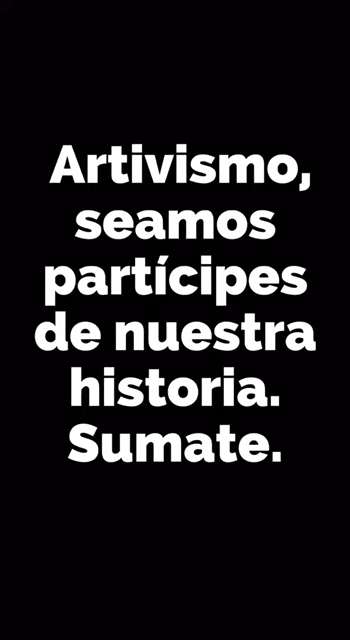 Artivismo,
seamos
partícipes
de nuestra
historia.
Sumate.